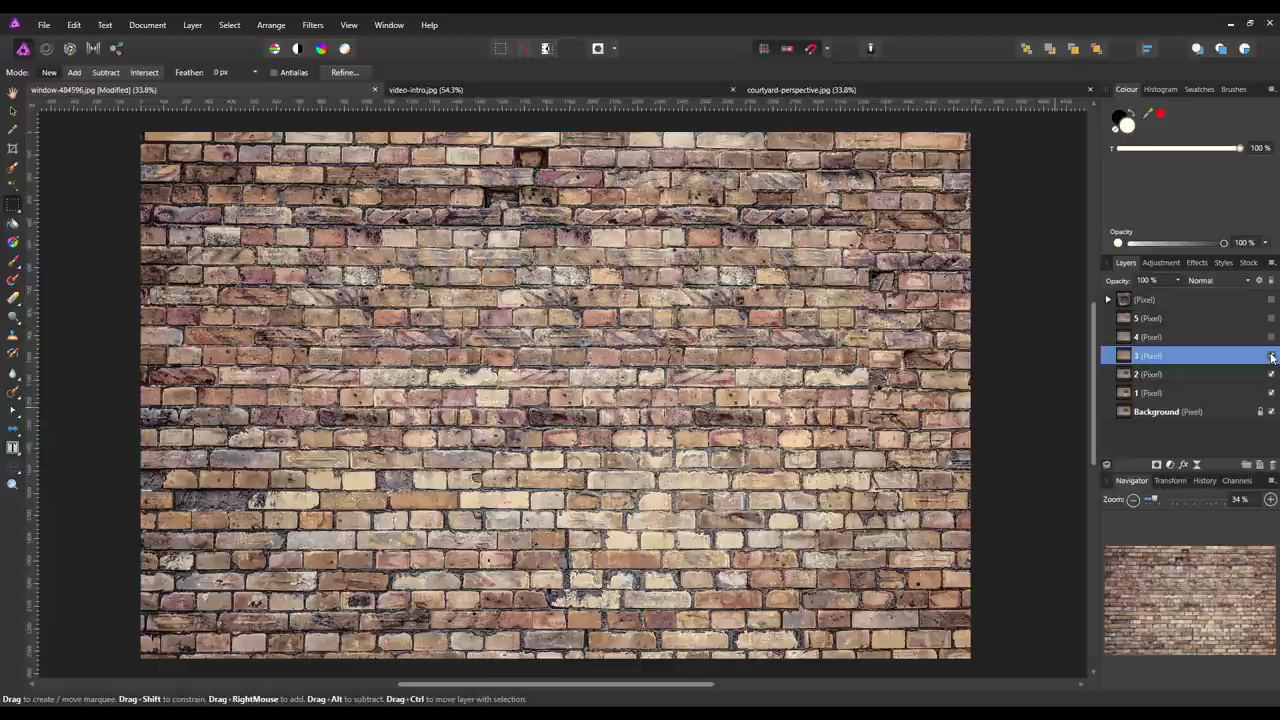 File Edit Text Document Layer Select Arrange Filters View Window Help
Mode: New Add Subtract Intersect Feather: 0 px Antialias Refine...
window-484596.jpg [Modified] (33.8%) video-intro.jpg (54.3%) courtyard-perspective.jpg (33.8%)
Colour Histogram Swatches Brushes
T 100 %
Opacity
100 %
Layers Adjustment Effects Styles Stock
Opacity: 100 % Normal
(Pixel)
5 (Pixel)
4 (Pixel)
3 (Pixel)
2 (Pixel)
1 (Pixel)
Background (Pixel)
Navigator Transform History Channels
Zoom: 34 %
Drag to create / move marquee. Drag+Shift to constrain. Drag+RightMouse to add. Drag+Alt to subtract. Drag+Ctrl to move layer with selection.